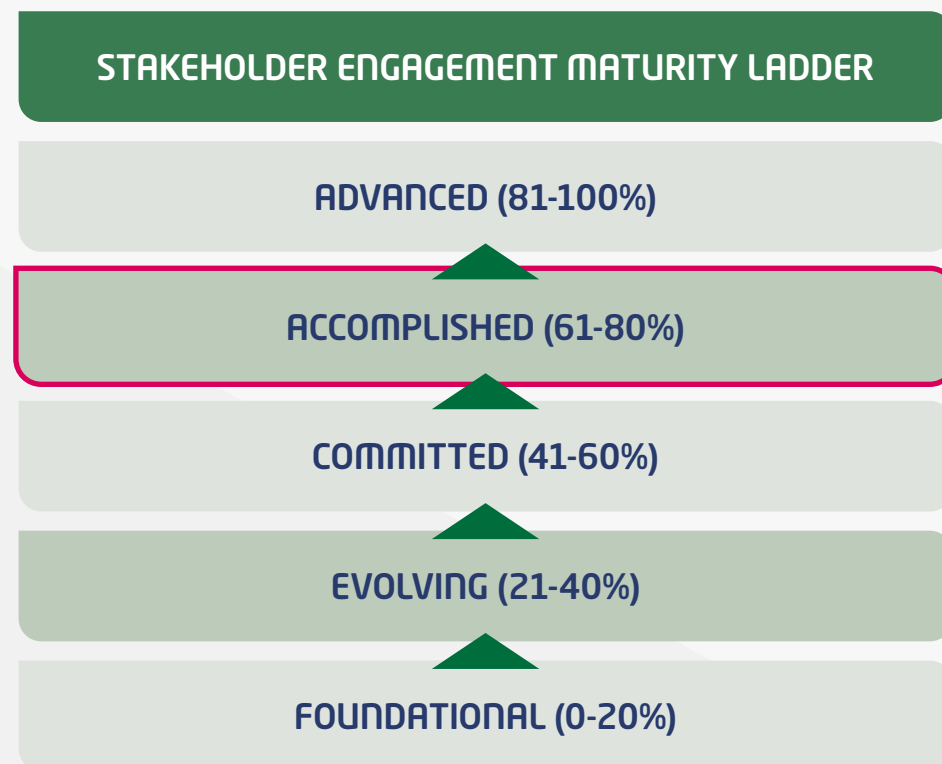 STAKEHOLDER ENGAGEMENT MATURITY LADDER
ADVANCED (81-100%)
ACCOMPLISHED (61-80%)
COMMITTED (41-60%)
EVOLVING (21-40%)
FOUNDATIONAL (0-20%)